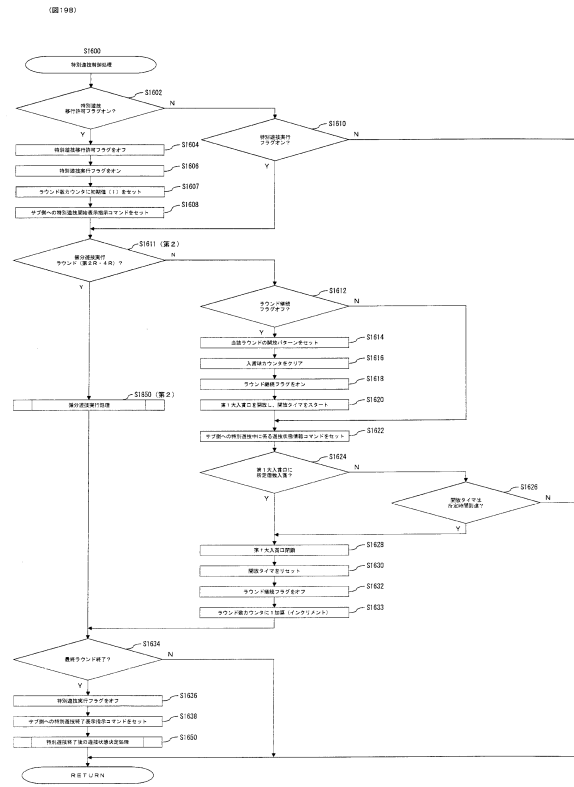 (図198)
S1600
特別遊技制御処理
S1602
特別遊技
移行許可フラグオン?
N
Y
S1610
特別遊技実行
フラグオン?
N
Y
特別遊技移行許可フラグをオフ
S1604
特別遊技実行フラグをオン
S1606
ラウンド数カウンタに初期値(1)をセット
S1607
サブ側への特別遊技開始表示指示コマンドをセット
S1608
S1611(第2)
振分遊技実行
ラウンド(第2R・4R)?
N
Y
S1612
ラウンド継続
フラグオフ?
N
Y
当該ラウンドの開放パターンをセット
S1614
入賞球カウンタをクリア
S1616
ラウンド継続フラグをオン
S1618
第1大入賞口を開放し、開放タイマをスタート
S1620
S1850(第2)
振分遊技実行処理
サブ側への特別遊技中に係る遊技状態情報コマンドをセット
S1622
S1624
第1大入賞口に
所定個数入賞?
N
Y
S1626
開放タイマは
所定時間到達?
N
Y
第1大入賞口閉鎖
S1628
開放タイマをリセット
S1630
ラウンド継続フラグをオフ
S1632
ラウンド数カウンタに1加算(インクリメント)
S1633
S1634
最終ラウンド終了?
N
Y
特別遊技実行フラグをオフ
S1636
サブ側への特別遊技終了表示指示コマンドをセット
S1638
特別遊技終了後の遊技状態決定処理
S1650
RETURN